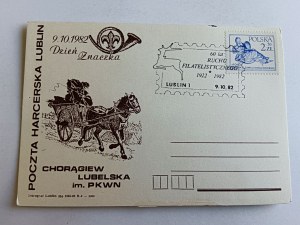 POCZTA HARCERSKA LUBLIN
9.10.1982
Dzień
Znaczka
CHORĄGIEW
LUBELSKA
im. PKWN
60 lat
RUCHU
FILATELISTYCZNEGO
1922 1982
LUBLIN 1
9.10.82
POLSKA
2 ZŁ